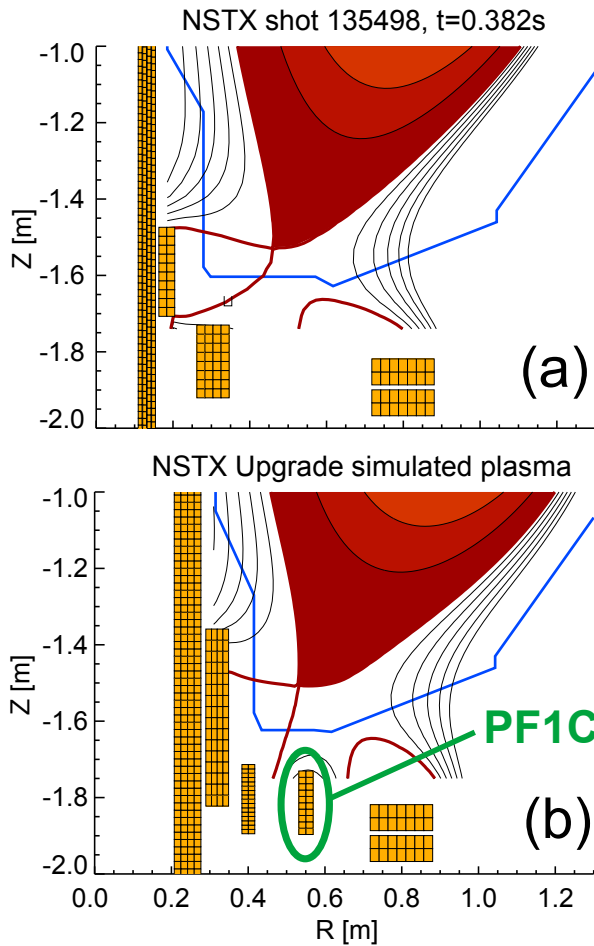 NSTX shot 135498, t=0.382s
-1.0
-1.2
-1.4
-1.6
-1.8
-2.0
Z [m]
(a)
NSTX Upgrade simulated plasma
-1.0
-1.2
-1.4
-1.6
-1.8
-2.0
Z [m]
PF1C
(b)
0.0 0.2 0.4 0.6 0.8 1.0 1.2
R [m]